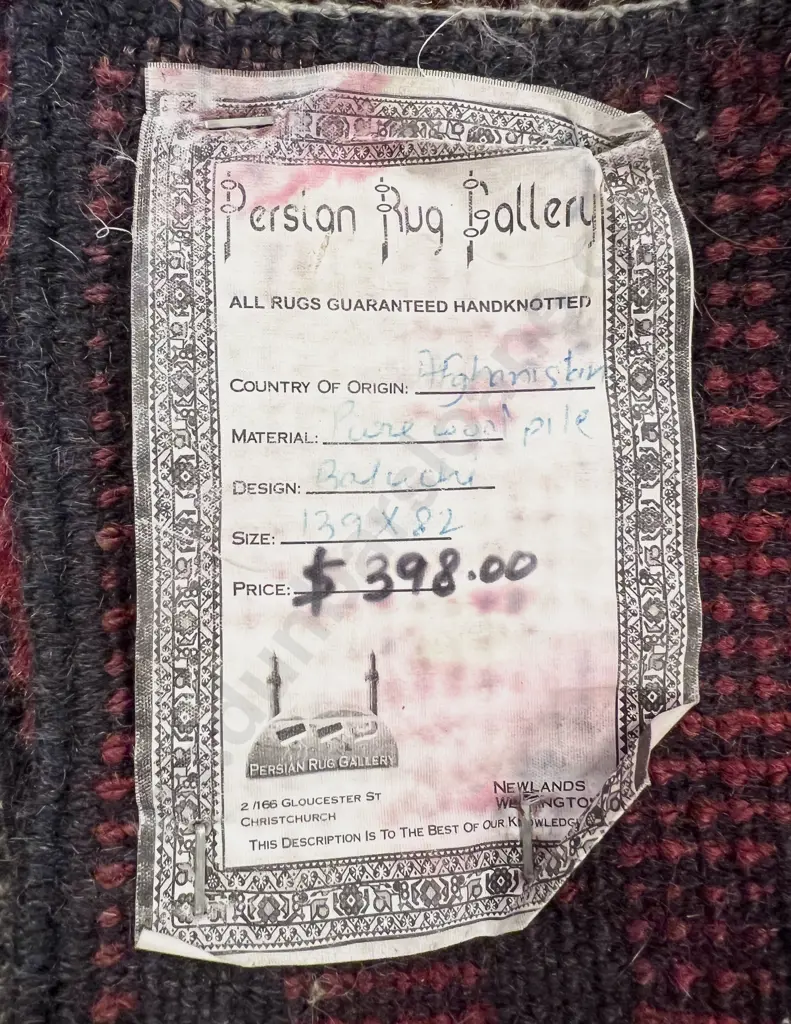 Persian Rug Gallery
ALL RUGS GUARANTEED HANDKNOTTED
COUNTRY OF ORIGIN: Afghanistan
MATERIAL: Pure wool pile
DESIGN: Baluchi
SIZE: 139 X 82
PRICE: $398.00
PERSIAN RUG GALLERY
2/166 GLOUCESTER ST
CHRISTCHURCH
NEWLANDS
WELLINGTON
THIS DESCRIPTION IS TO THE BEST OF OUR KNOWLEDGE